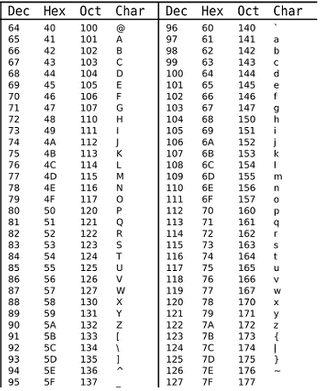 Dec Hex Oct Char Dec Hex Oct Char
64 40 100 @ 96 60 140 `
65 41 101 A 97 61 141 a
66 42 102 B 98 62 142 b
67 43 103 C 99 63 143 c
68 44 104 D 100 64 144 d
69 45 105 E 101 65 145 e
70 46 106 F 102 66 146 f
71 47 107 G 103 67 147 g
72 48 110 H 104 68 150 h
73 49 111 I 105 69 151 i
74 4A 112 J 106 6A 152 j
75 4B 113 K 107 6B 153 k
76 4C 114 L 108 6C 154 l
77 4D 115 M 109 6D 155 m
78 4E 116 N 110 6E 156 n
79 4F 117 O 111 6F 157 o
80 50 120 P 112 70 160 p
81 51 121 Q 113 71 161 q
82 52 122 R 114 72 162 r
83 53 123 S 115 73 163 s
84 54 124 T 116 74 164 t
85 55 125 U 117 75 165 u
86 56 126 V 118 76 166 v
87 57 127 W 119 77 167 w
88 58 130 X 120 78 170 x
89 59 131 Y 121 79 171 y
90 5A 132 Z 122 7A 172 z
91 5B 133 [ 123 7B 173 {
92 5C 134 \ 124 7C 174 |
93 5D 135 ] 125 7D 175 }
94 5E 136 ^ 126 7E 176 ~
95 5F 137 _ 127 7F 177